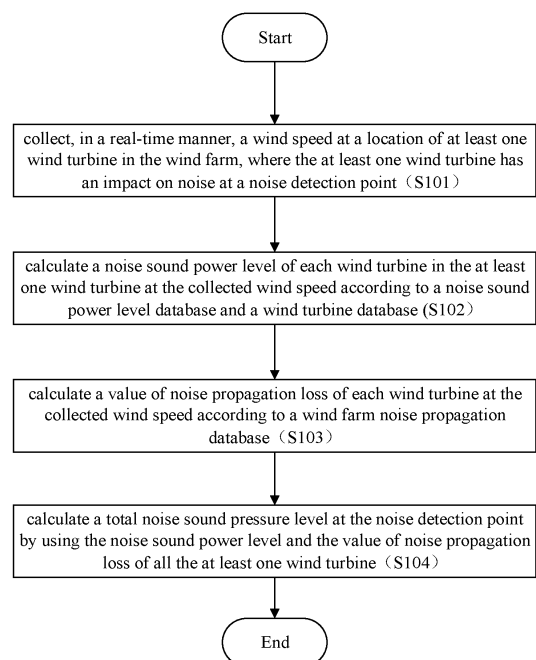 Start
collect, in a real-time manner, a wind speed at a location of at least one
wind turbine in the wind farm, where the at least one wind turbine has
an impact on noise at a noise detection point（S101）
calculate a noise sound power level of each wind turbine in the at least
one wind turbine at the collected wind speed according to a noise sound
power level database and a wind turbine database (S102）
calculate a value of noise propagation loss of each wind turbine at the
collected wind speed according to a wind farm noise propagation
database（S103）
calculate a total noise sound pressure level at the noise detection point
by using the noise sound power level and the value of noise propagation
loss of all the at least one wind turbine（S104）
End